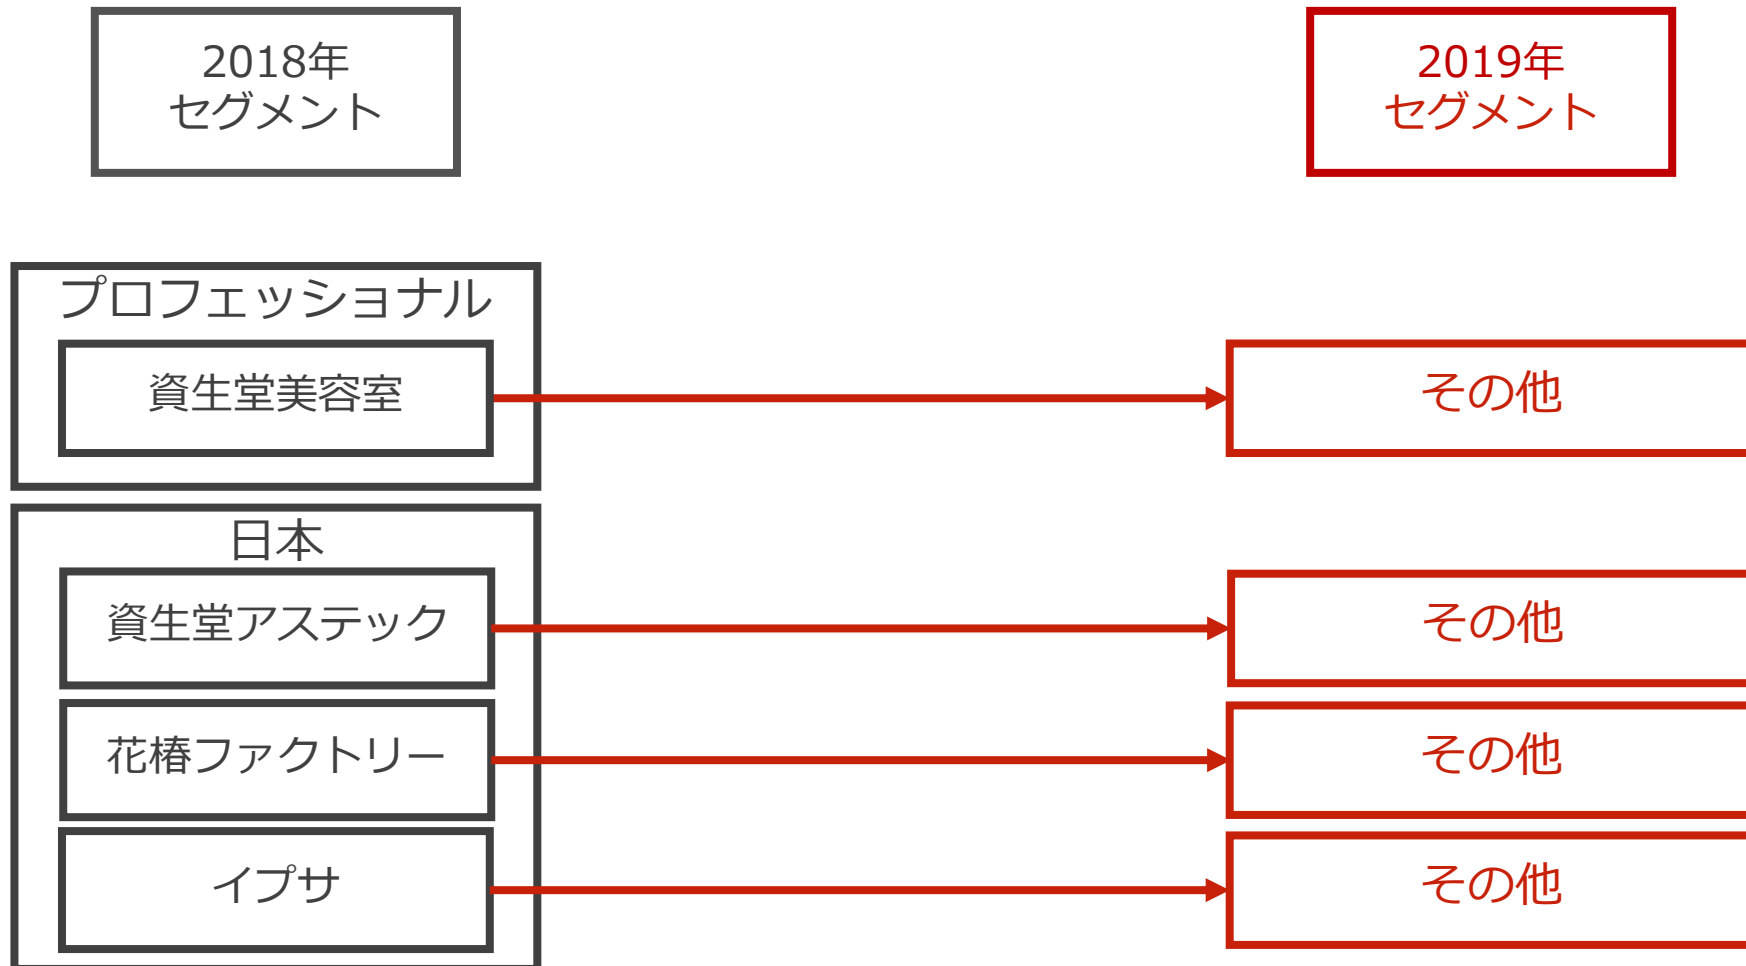 2018年
セグメント
2019年
セグメント
プロフェッショナル
資生堂美容室
その他
日本
資生堂アステック
その他
花椿ファクトリー
その他
イプサ
その他